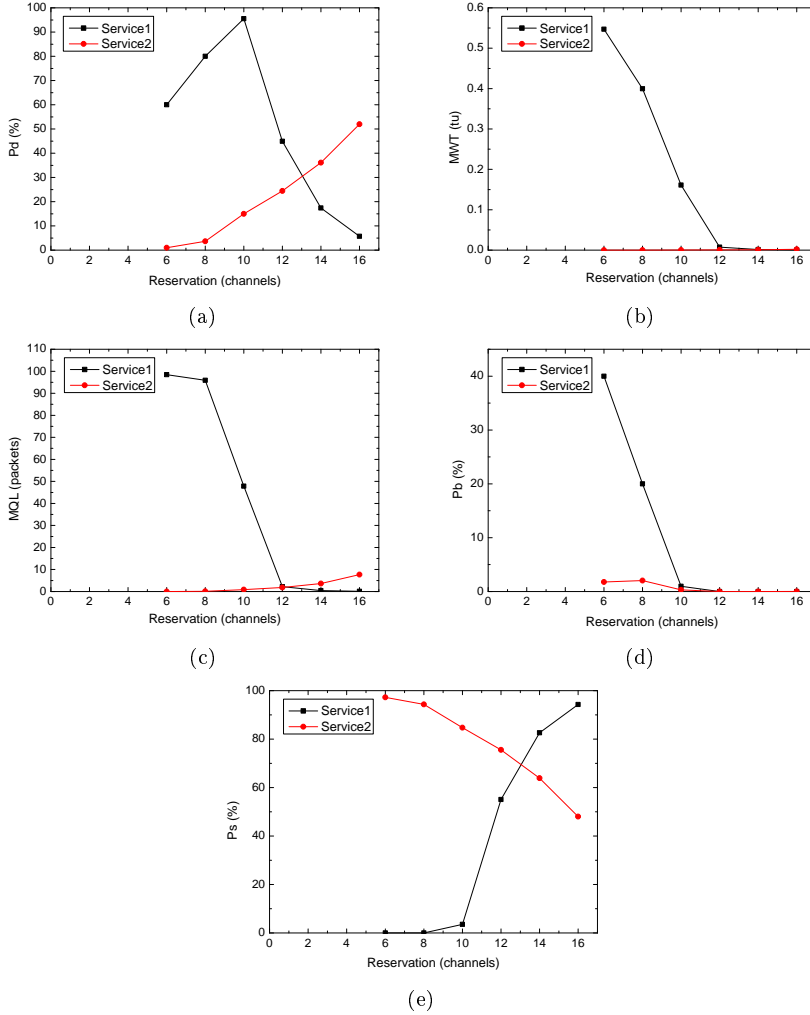 Service1
Service2
100
90
80
70
60
50
40
30
20
10
0
Pd (%)
0 2 4 6 8 10 12 14 16
Reservation (channels)
(a)
Service1
Service2
0.6
0.5
0.4
0.3
0.2
0.1
0.0
MWT (tu)
0 2 4 6 8 10 12 14 16
Reservation (channels)
(b)
Service1
Service2
110
100
90
80
70
60
50
40
30
20
10
0
MQL (packets)
0 2 4 6 8 10 12 14 16
Reservation (channels)
(c)
Service1
Service2
40
20
0
Pb (%)
0 2 4 6 8 10 12 14 16
Reservation (channels)
(d)
Service1
Service2
100
80
60
40
20
0
Ps (%)
0 2 4 6 8 10 12 14 16
Reservation (channels)
(e)